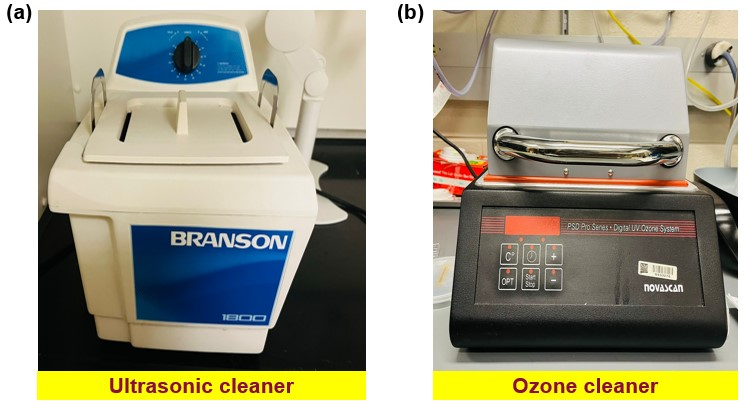 (a)
BRANSON
1800
Ultrasonic cleaner
(b)
PSD Pro Series • Digital UV Ozone System
C°
+
OPT
Start
Stop
−
novascan
Ozone cleaner